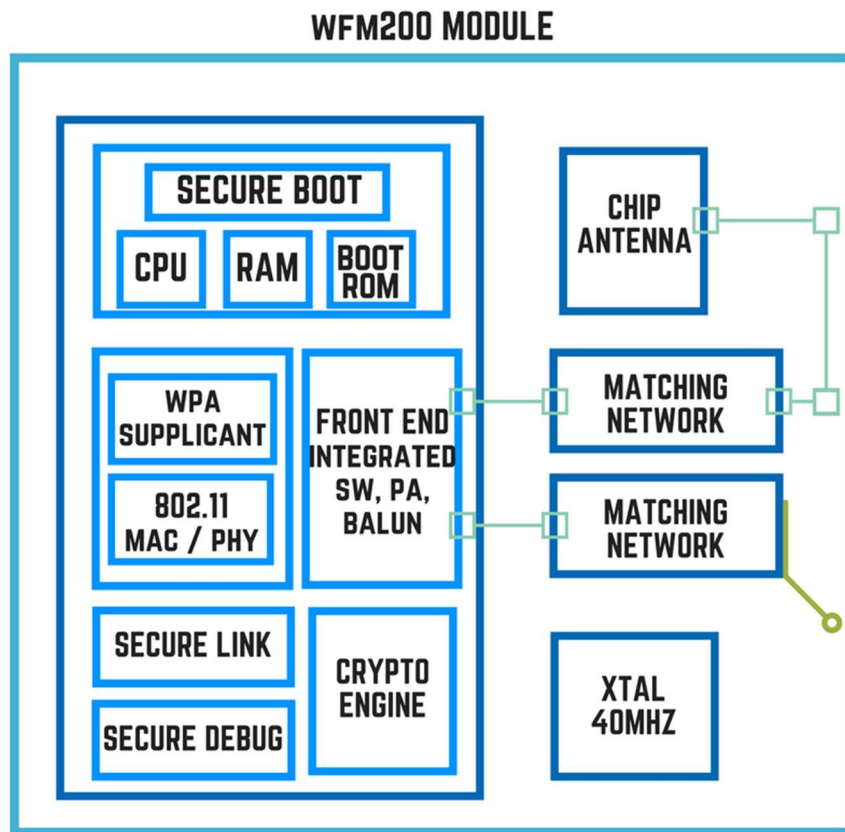 WFM200 MODULE
SECURE BOOT
CPU
RAM
BOOT
ROM
CHIP
ANTENNA
WPA
SUPPLICANT
802.11
MAC / PHY
FRONT END
INTEGRATED
SW, PA,
BALUN
MATCHING
NETWORK
MATCHING
NETWORK
SECURE LINK
SECURE DEBUG
CRYPTO
ENGINE
XTAL
40MHZ